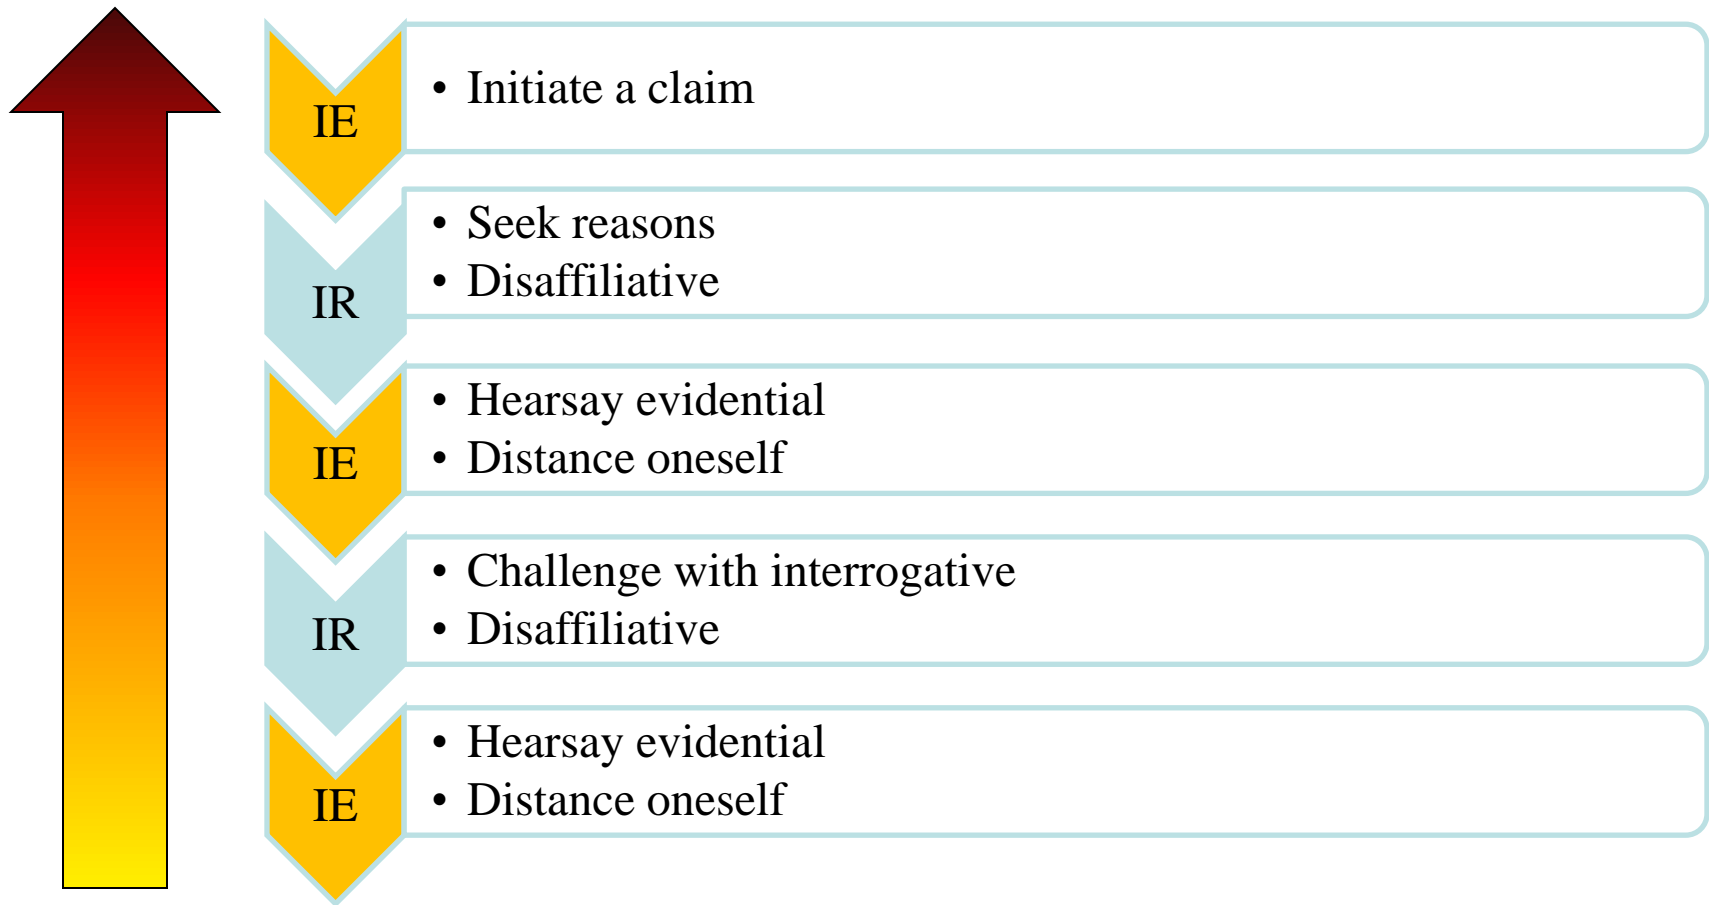 IE
• Initiate a claim
IR
• Seek reasons
• Disaffiliative
IE
• Hearsay evidential
• Distance oneself
IR
• Challenge with interrogative
• Disaffiliative
IE
• Hearsay evidential
• Distance oneself